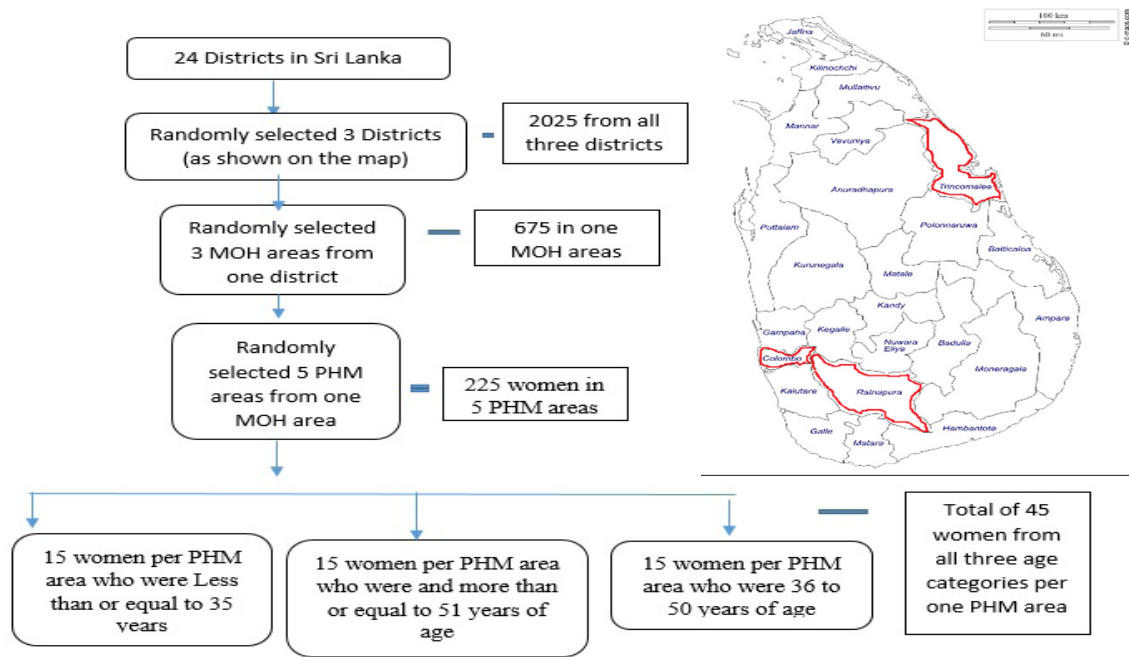 24 Districts in Sri Lanka
Randomly selected 3 Districts
(as shown on the map)
2025 from all
three districts
Randomly selected
3 MOH areas from
one district
675 in one
MOH areas
Randomly
selected 5 PHM
areas from one
MOH area
225 women in
5 PHM areas
15 women per PHM
area who were Less
than or equal to 35
years
15 women per PHM area
who were and more than
or equal to 51 years of
age
15 women per PHM
area who were 36 to
50 years of age
Total of 45
women from
all three age
categories per
one PHM area
100 km
60 mi
Jaffna
Kilinochchi
Mullaitivu
Mannar
Vavuniya
Trincomalee
Anuradhapura
Puttalam
Polonnaruwa
Batticaloa
Kurunegala
Matale
Kandy
Ampara
Gampaha
Kegalle
Nuwara
Eliya
Badulla
Colombo
Moneragala
Kalutara
Ratnapura
Galle
Matara
Hambantota